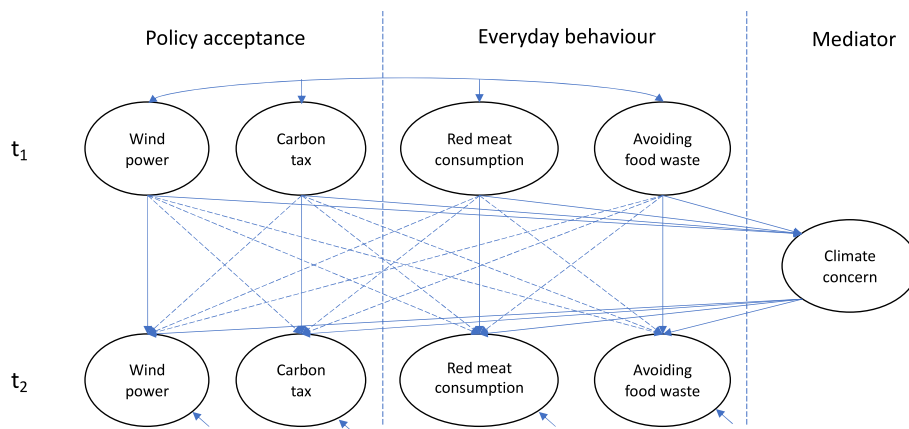 Policy acceptance
Everyday behaviour
Mediator
t₁
Wind
power
Carbon
tax
Red meat
consumption
Avoiding
food waste
Climate
concern
t₂
Wind
power
Carbon
tax
Red meat
consumption
Avoiding
food waste